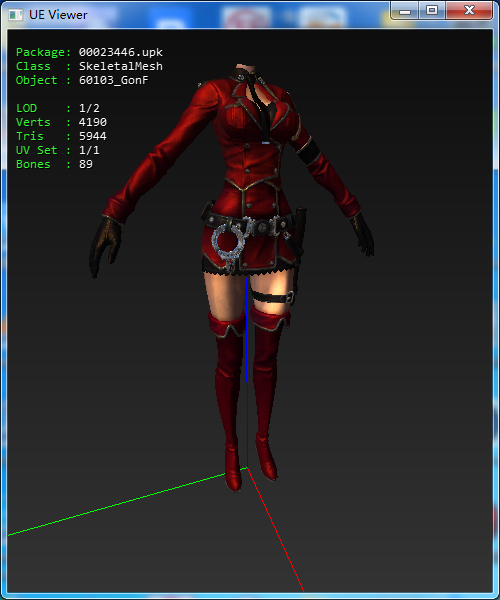 UE Viewer
Package: 00023446.upk
Class : SkeletalMesh
Object : 60103_GonF
LOD : 1/2
Verts : 4190
Tris : 5944
UV Set : 1/1
Bones : 89